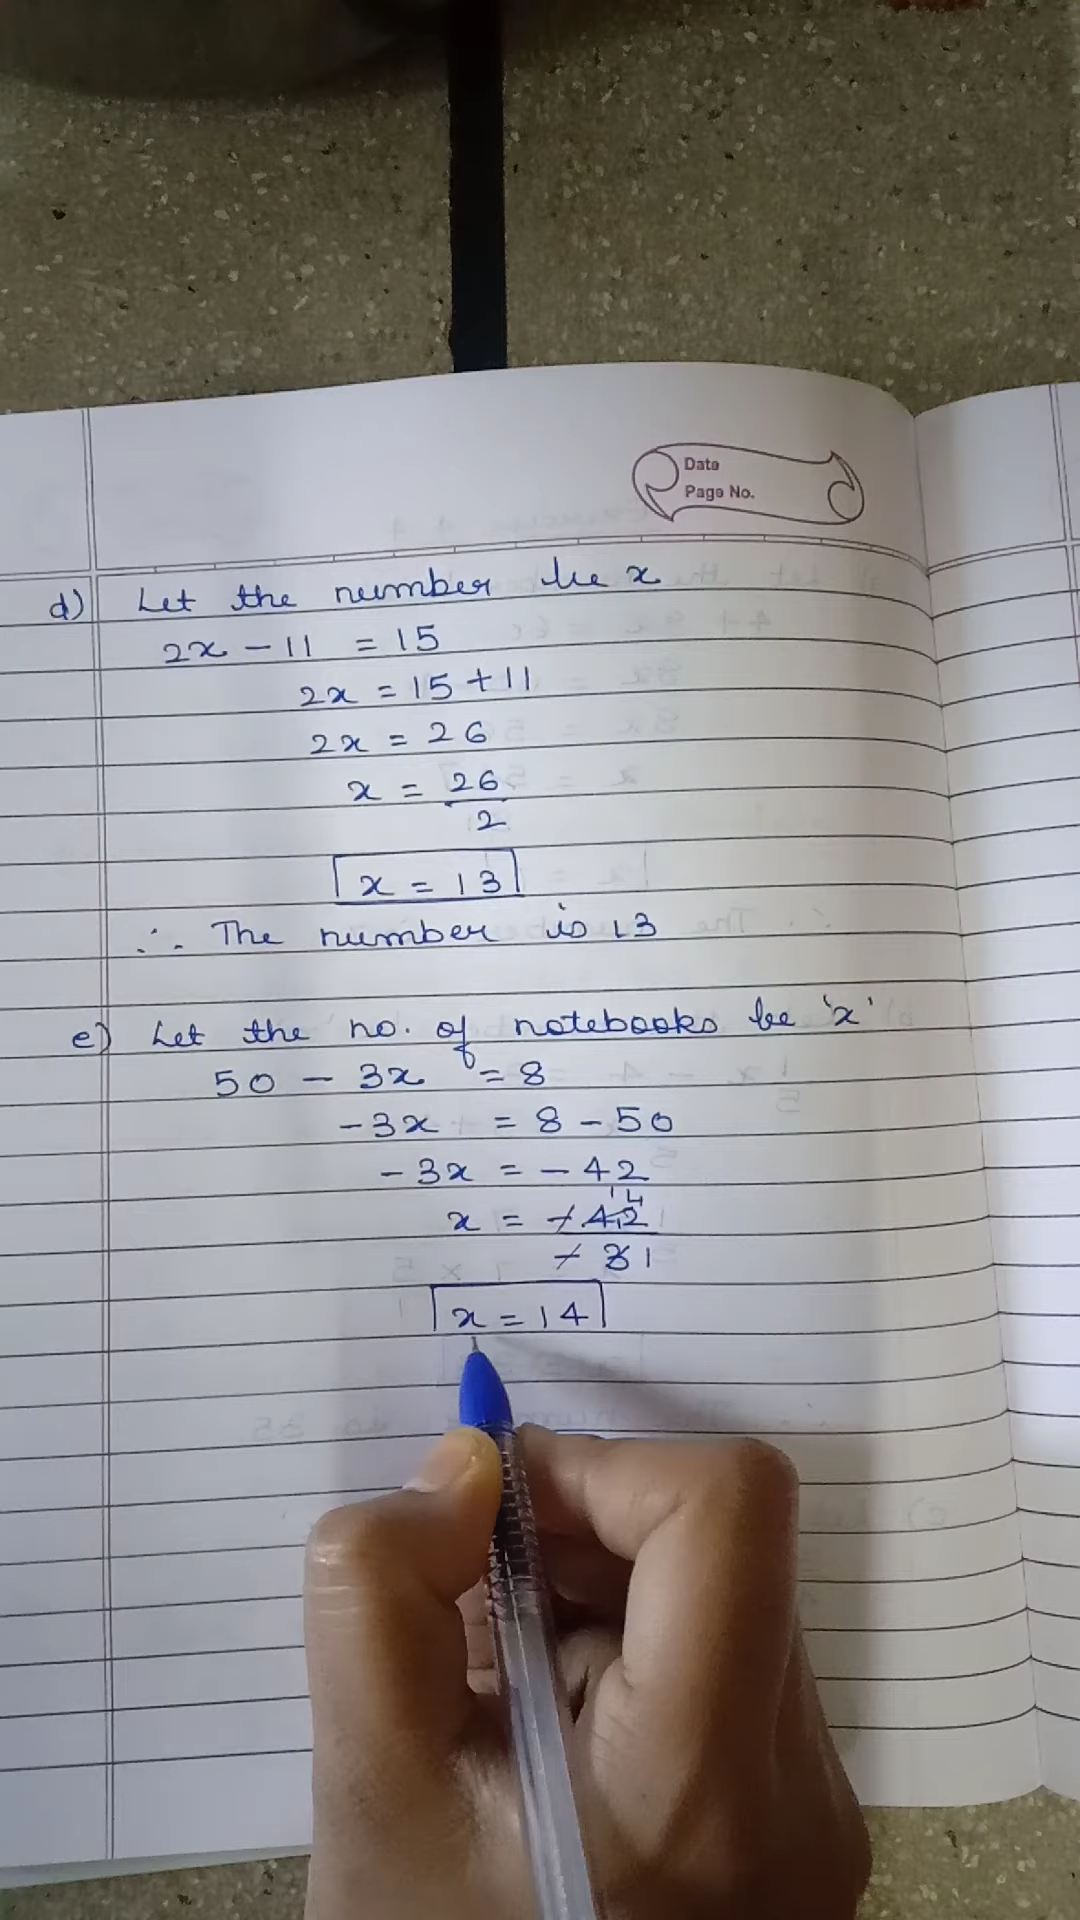 Date
Page No.
d) Let the number be x
2x - 11 = 15
2x = 15 + 11
2x = 26
x = 26
2
x = 13
∴ The number is 13
e) Let the no. of notebooks be 'x'
50 - 3x = 8
-3x = 8 - 50
-3x = -42
14
x = -42
-3 1
x = 14